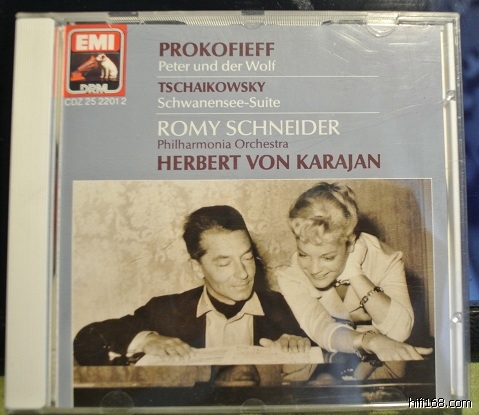 EMI
DRM
CDZ 25 2201 2
PROKOFIEFF
Peter und der Wolf
TSCHAIKOWSKY
Schwanensee-Suite
ROMY SCHNEIDER
Philharmonia Orchestra
HERBERT VON KARAJAN
hifi168.com